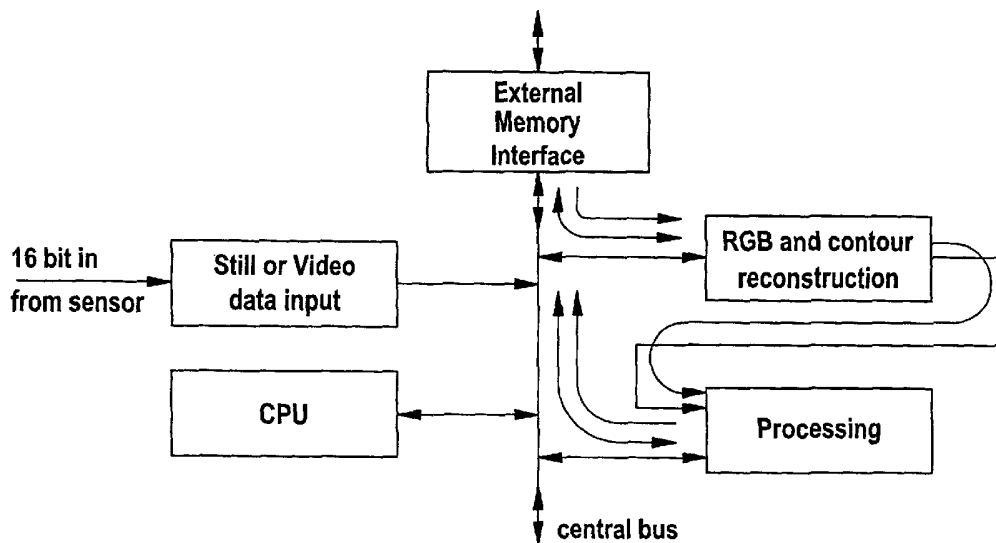 External
Memory
Interface
16 bit in
from sensor
Still or Video
data input
RGB and contour
reconstruction
CPU
Processing
central bus